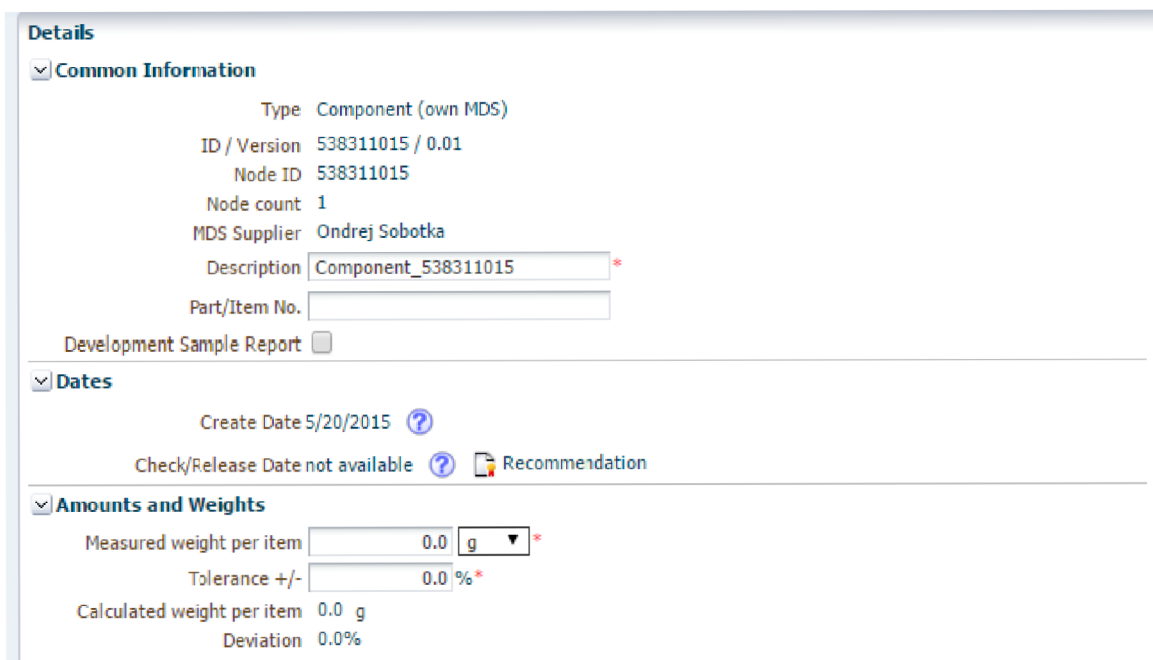 Details
Common Information
Type Component (own MDS)
ID / Version 538311015 / 0.01
Node ID 538311015
Node count 1
MDS Supplier Ondrej Sobotka
Description Component_538311015 *
Part/Item No.
Development Sample Report
Dates
Create Date 5/20/2015 ?
Check/Release Date not available ? Recommendation
Amounts and Weights
Measured weight per item 0.0 g *
Tolerance +/- 0.0 %*
Calculated weight per item 0.0 g
Deviation 0.0%